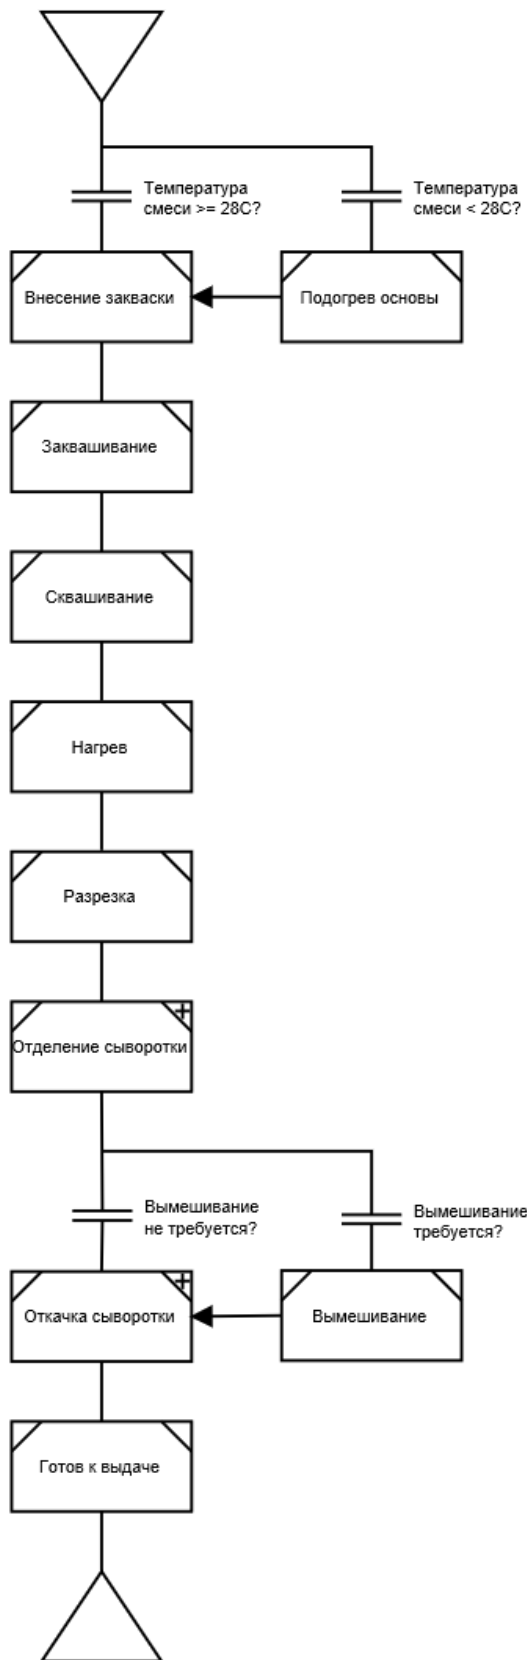 Температура
смеси >= 28С?
Температура
смеси < 28С?
Внесение закваски
Подогрев основы
Заквашивание
Сквашивание
Нагрев
Разрезка
Отделение сыворотки
Вымешивание
не требуется?
Вымешивание
требуется?
Откачка сыворотки
Вымешивание
Готов к выдаче